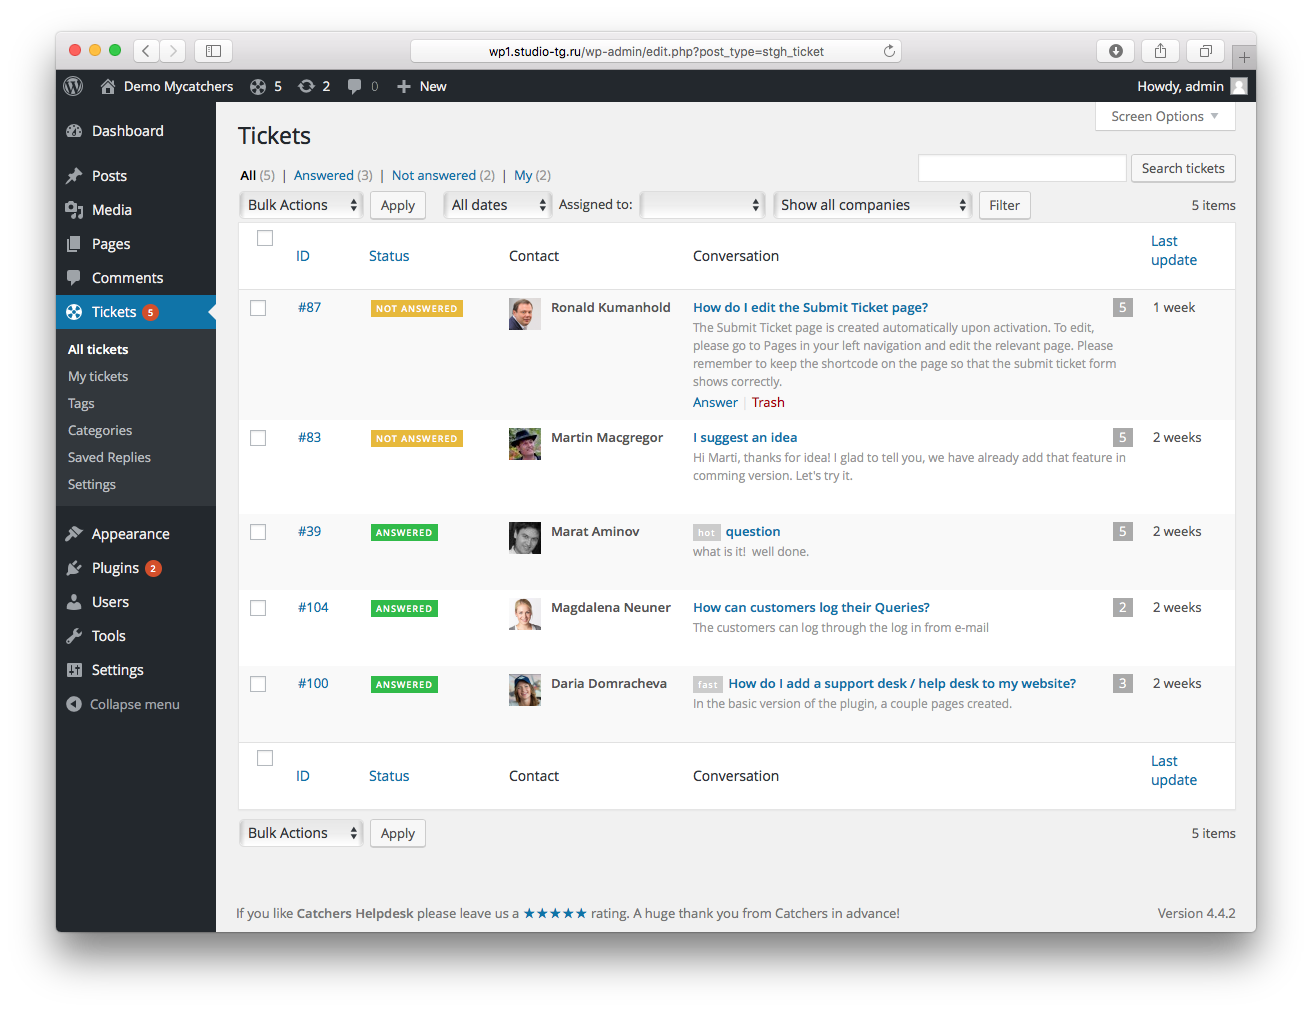 wp1.studio-tg.ru/wp-admin/edit.php?post_type=stgh_ticket
Demo Mycatchers 5 2 0 New Howdy, admin
Screen Options
Dashboard
Posts
Media
Pages
Comments
Tickets 5
All tickets
My tickets
Tags
Categories
Saved Replies
Settings
Appearance
Plugins 2
Users
Tools
Settings
Collapse menu
Tickets
All (5) | Answered (3) | Not answered (2) | My (2)
Search tickets
Bulk Actions Apply All dates Assigned to: Show all companies Filter 5 items
ID Status Contact Conversation Last update
#87 NOT ANSWERED Ronald Kumanhold How do I edit the Submit Ticket page? 5 1 week
The Submit Ticket page is created automatically upon activation. To edit,
please go to Pages in your left navigation and edit the relevant page. Please
remember to keep the shortcode on the page so that the submit ticket form
shows correctly.
Answer | Trash
#83 NOT ANSWERED Martin Macgregor I suggest an idea 5 2 weeks
Hi Marti, thanks for idea! I glad to tell you, we have already add that feature in
comming version. Let's try it.
#39 ANSWERED Marat Aminov hot question 5 2 weeks
what is it! well done.
#104 ANSWERED Magdalena Neuner How can customers log their Queries? 2 2 weeks
The customers can log through the log in from e-mail
#100 ANSWERED Daria Domracheva fast How do I add a support desk / help desk to my website? 3 2 weeks
In the basic version of the plugin, a couple pages created.
ID Status Contact Conversation Last update
Bulk Actions Apply 5 items
If you like Catchers Helpdesk please leave us a ★★★★★ rating. A huge thank you from Catchers in advance! Version 4.4.2